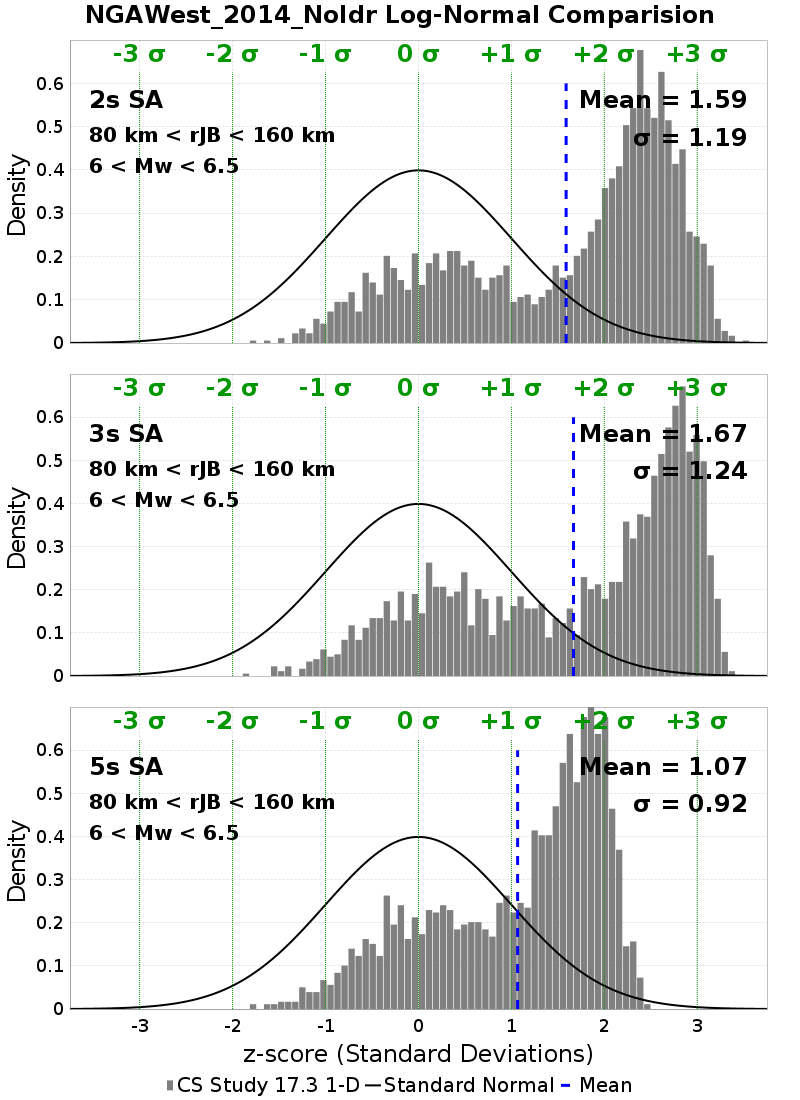 NGAWest_2014_NoIdr Log-Normal Comparision
-3 σ -2 σ -1 σ 0 σ +1 σ +2 σ +3 σ
2s SA
Mean = 1.59
80 km < rJB < 160 km
σ = 1.19
6 < Mw < 6.5
Density
0.6
0.5
0.4
0.3
0.2
0.1
0
-3 σ -2 σ -1 σ 0 σ +1 σ +2 σ +3 σ
3s SA
Mean = 1.67
80 km < rJB < 160 km
σ = 1.24
6 < Mw < 6.5
Density
0.6
0.5
0.4
0.3
0.2
0.1
0
-3 σ -2 σ -1 σ 0 σ +1 σ +2 σ +3 σ
5s SA
Mean = 1.07
80 km < rJB < 160 km
σ = 0.92
6 < Mw < 6.5
Density
0.6
0.5
0.4
0.3
0.2
0.1
0
-3 -2 -1 0 1 2 3
z-score (Standard Deviations)
CS Study 17.3 1-D Standard Normal Mean